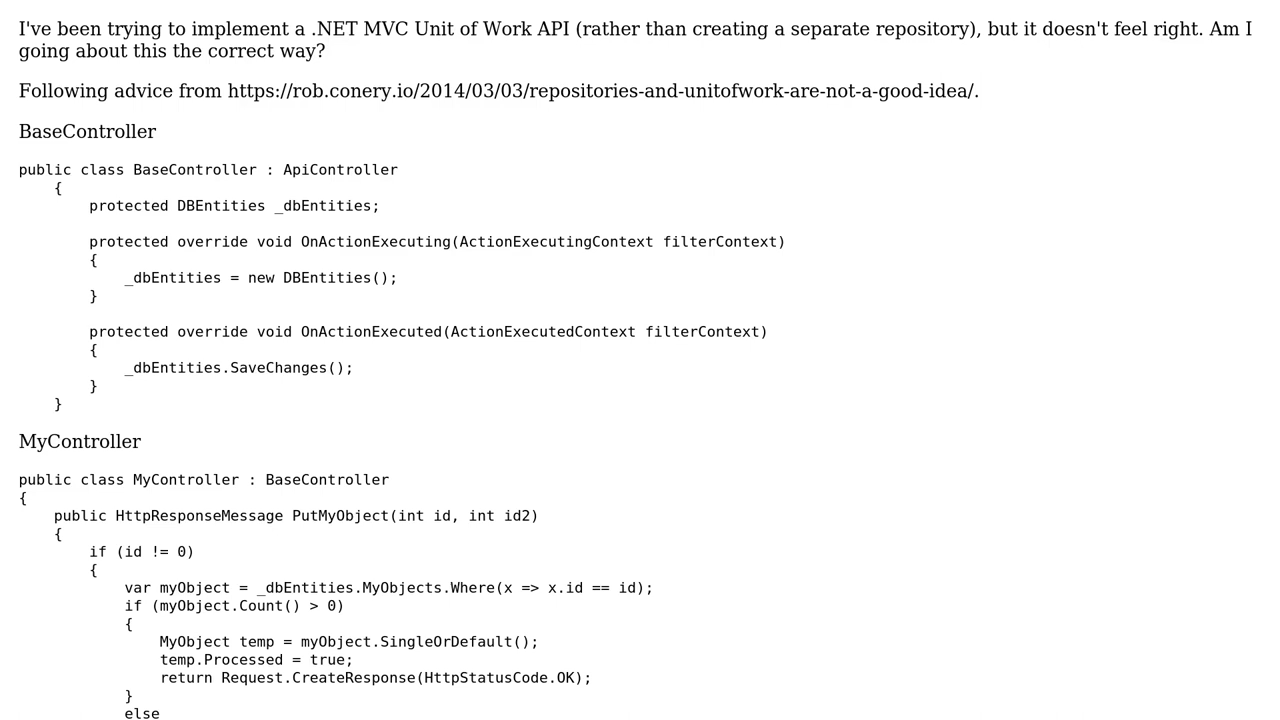 I've been trying to implement a .NET MVC Unit of Work API (rather than creating a separate repository), but it doesn't feel right. Am I
going about this the correct way?
Following advice from https://rob.conery.io/2014/03/03/repositories-and-unitofwork-are-not-a-good-idea/.
BaseController
public class BaseController : ApiController
    {
        protected DBEntities _dbEntities;

        protected override void OnActionExecuting(ActionExecutingContext filterContext)
        {
            _dbEntities = new DBEntities();
        }

        protected override void OnActionExecuted(ActionExecutedContext filterContext)
        {
            _dbEntities.SaveChanges();
        }
    }
MyController
public class MyController : BaseController
{
    public HttpResponseMessage PutMyObject(int id, int id2)
    {
        if (id != 0)
        {
            var myObject = _dbEntities.MyObjects.Where(x => x.id == id);
            if (myObject.Count() > 0)
            {
                MyObject temp = myObject.SingleOrDefault();
                temp.Processed = true;
                return Request.CreateResponse(HttpStatusCode.OK);
            }
            else